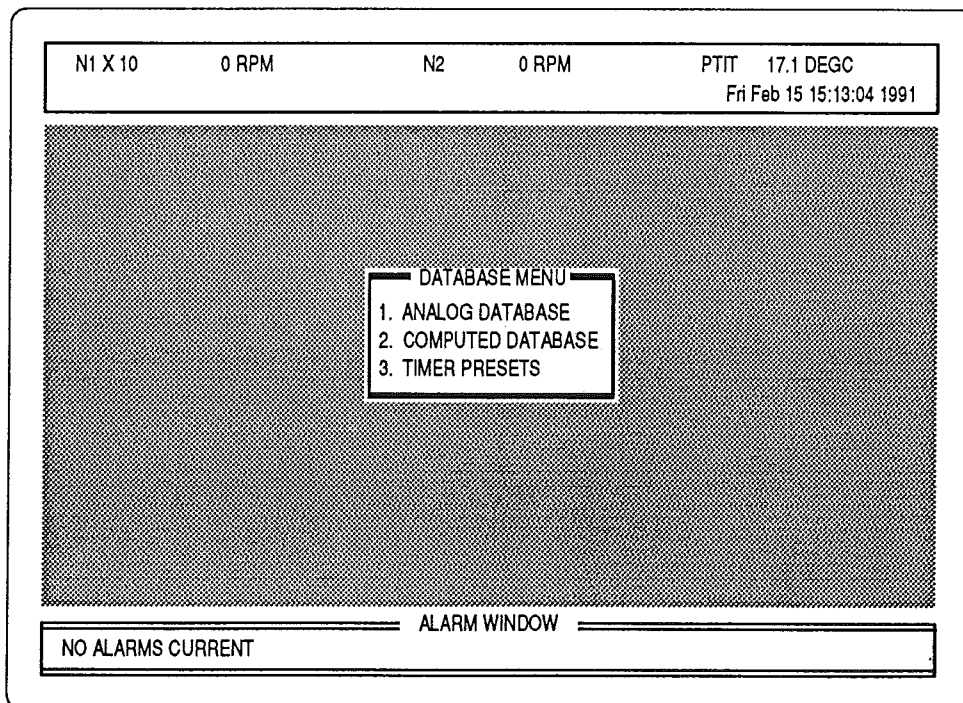 N1 X 10 0 RPM N2 0 RPM PTIT 17.1 DEGC
Fri Feb 15 15:13:04 1991
DATABASE MENU
1. ANALOG DATABASE
2. COMPUTED DATABASE
3. TIMER PRESETS
ALARM WINDOW
NO ALARMS CURRENT